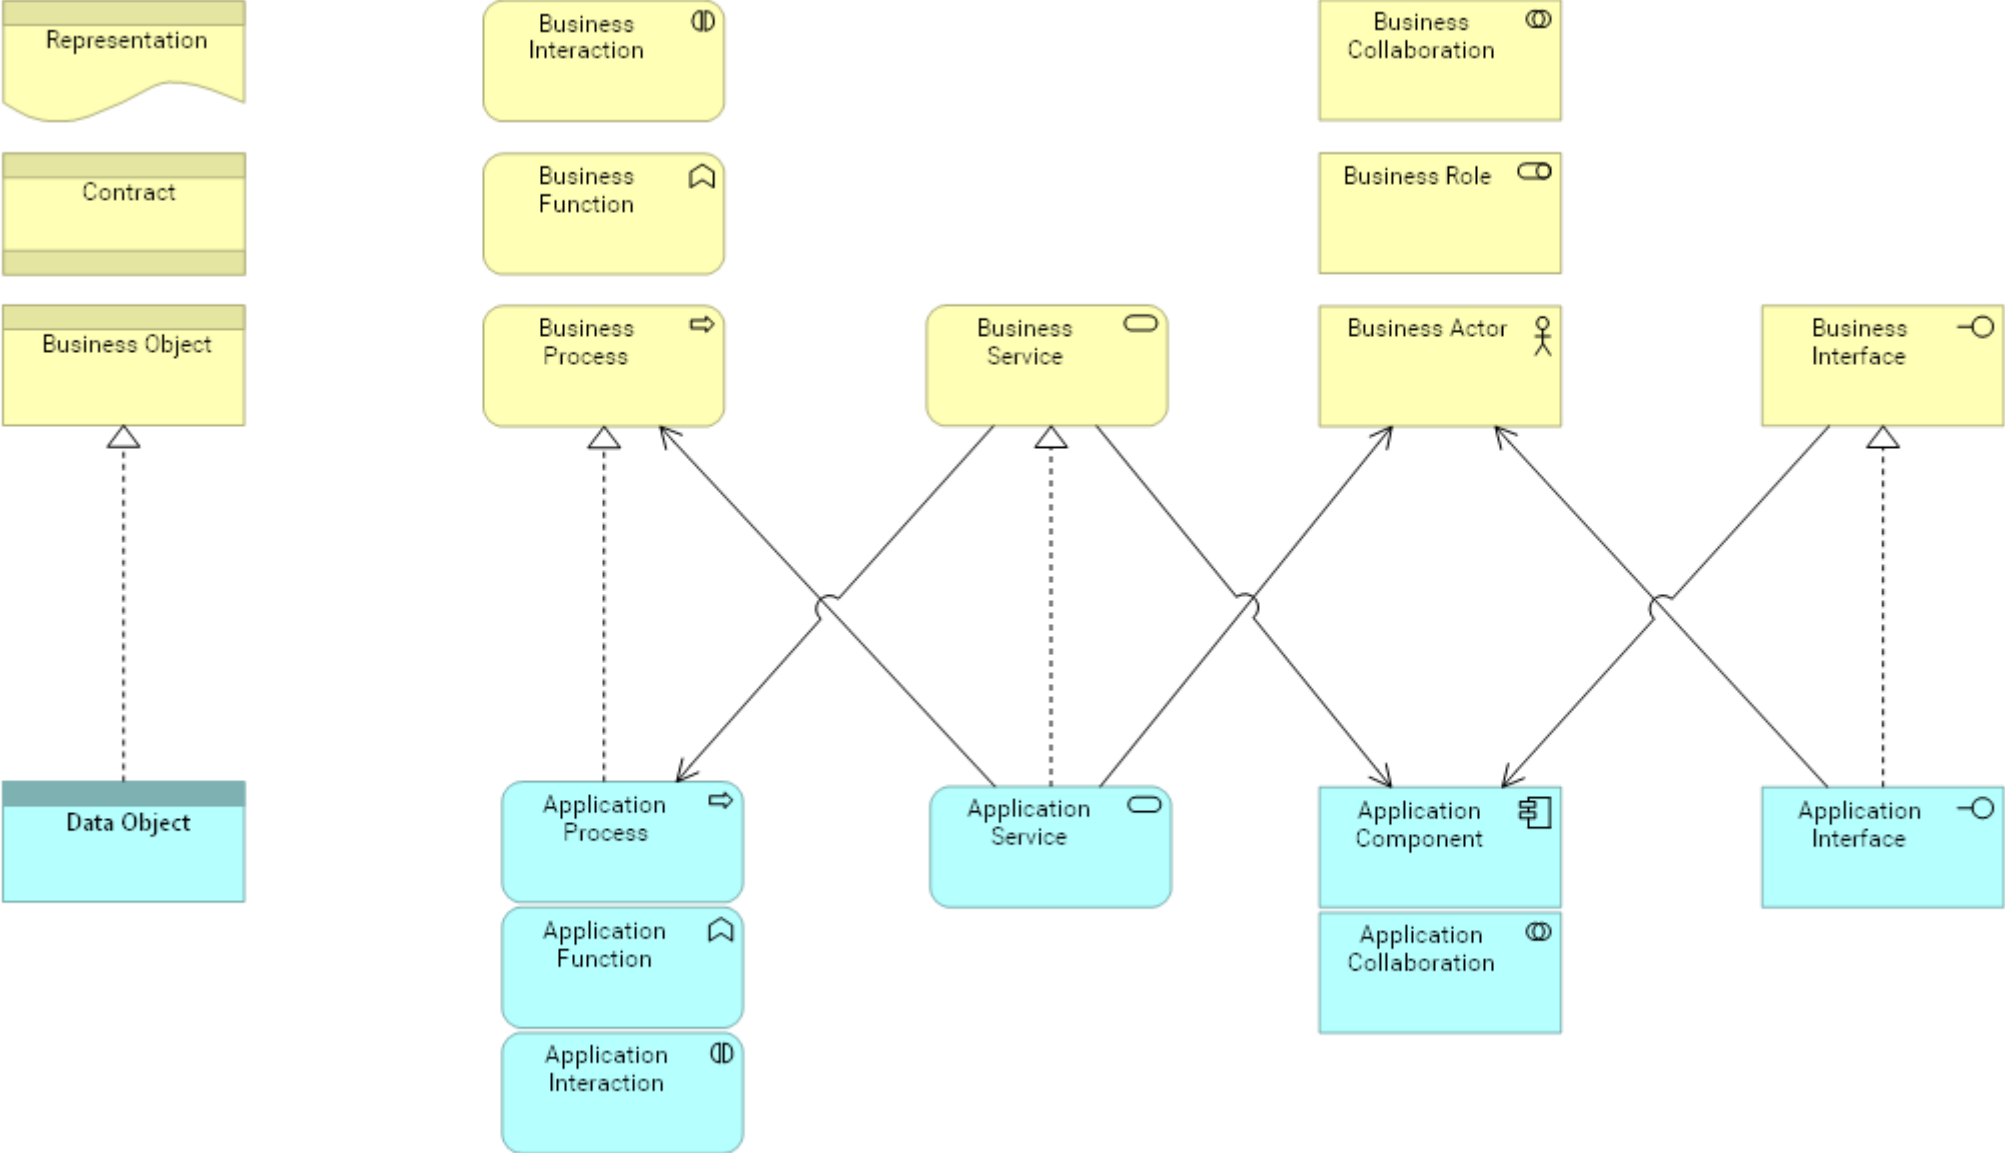 Representation
Business
Interaction
Business
Collaboration
Contract
Business
Function
Business Role
Business Object
Business
Process
Business
Service
Business Actor
Business
Interface
Data Object
Application
Process
Application
Service
Application
Component
Application
Interface
Application
Function
Application
Collaboration
Application
Interaction